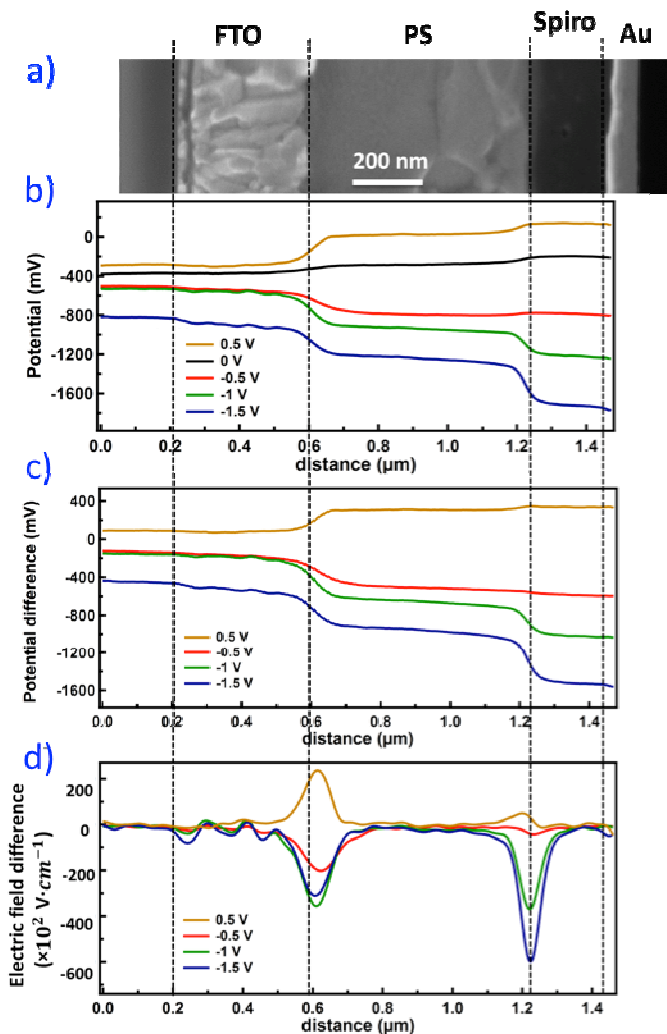 FTO PS Spiro Au
a)
200 nm
b)
Potential (mV)
0
-400
-800
-1200
-1600
0.5 V
0 V
-0.5 V
-1 V
-1.5 V
0.0 0.2 0.4 0.6 0.8 1.0 1.2 1.4
distance (µm)
c)
Potential difference (mV)
400
0
-400
-800
-1200
-1600
0.5 V
-0.5 V
-1 V
-1.5 V
0.0 0.2 0.4 0.6 0.8 1.0 1.2 1.4
distance (µm)
d)
Electric field difference
(×10² V·cm⁻¹)
200
0
-200
-400
-600
0.5 V
-0.5 V
-1 V
-1.5 V
0.0 0.2 0.4 0.6 0.8 1.0 1.2 1.4
distance (µm)